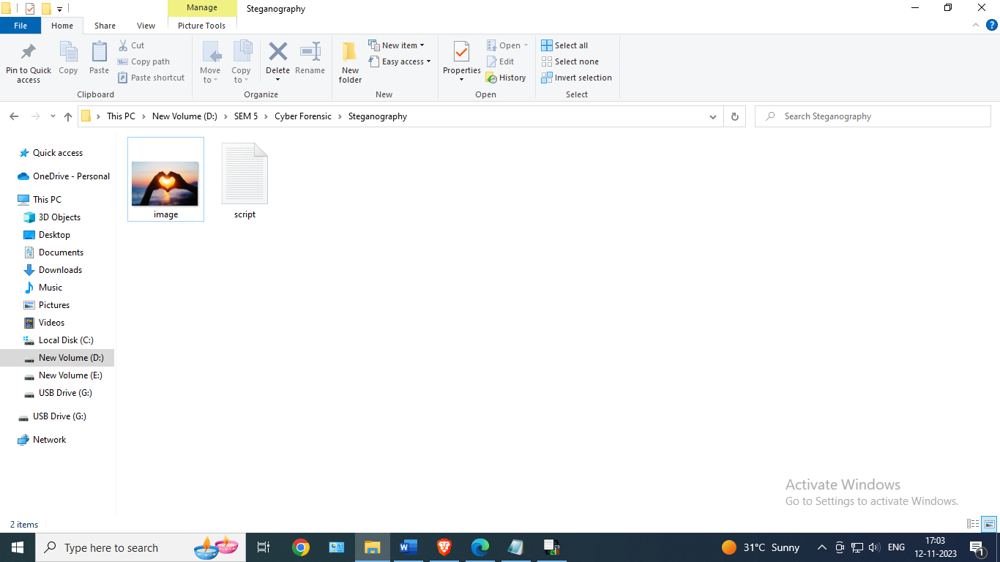 Manage
Steganography
File
Home
Share
View
Picture Tools
Pin to Quick access
Copy
Paste
Cut
Copy path
Paste shortcut
Clipboard
Move to
Copy to
Delete
Rename
Organize
New folder
New item
Easy access
New
Properties
Open
Edit
History
Open
Select all
Select none
Invert selection
Select
This PC > New Volume (D:) > SEM 5 > Cyber Forensic > Steganography
Search Steganography
Quick access
OneDrive - Personal
This PC
3D Objects
Desktop
Documents
Downloads
Music
Pictures
Videos
Local Disk (C:)
New Volume (D:)
New Volume (E:)
USB Drive (G:)
USB Drive (G:)
Network
image
script
Activate Windows
Go to Settings to activate Windows.
2 items
Type here to search
31°C Sunny
ENG
17:03
12-11-2023
1